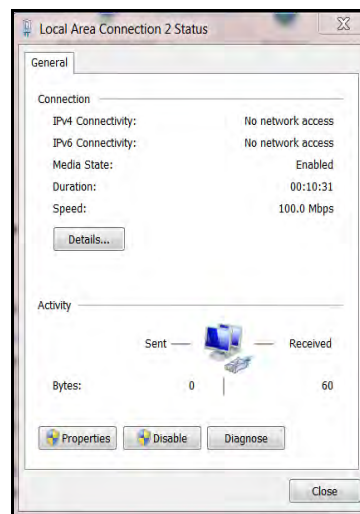 Local Area Connection 2 Status
General
Connection
IPv4 Connectivity: No network access
IPv6 Connectivity: No network access
Media State: Enabled
Duration: 00:10:31
Speed: 100.0 Mbps
Details...
Activity
Sent Received
Bytes: 0 60
Properties Disable Diagnose
Close